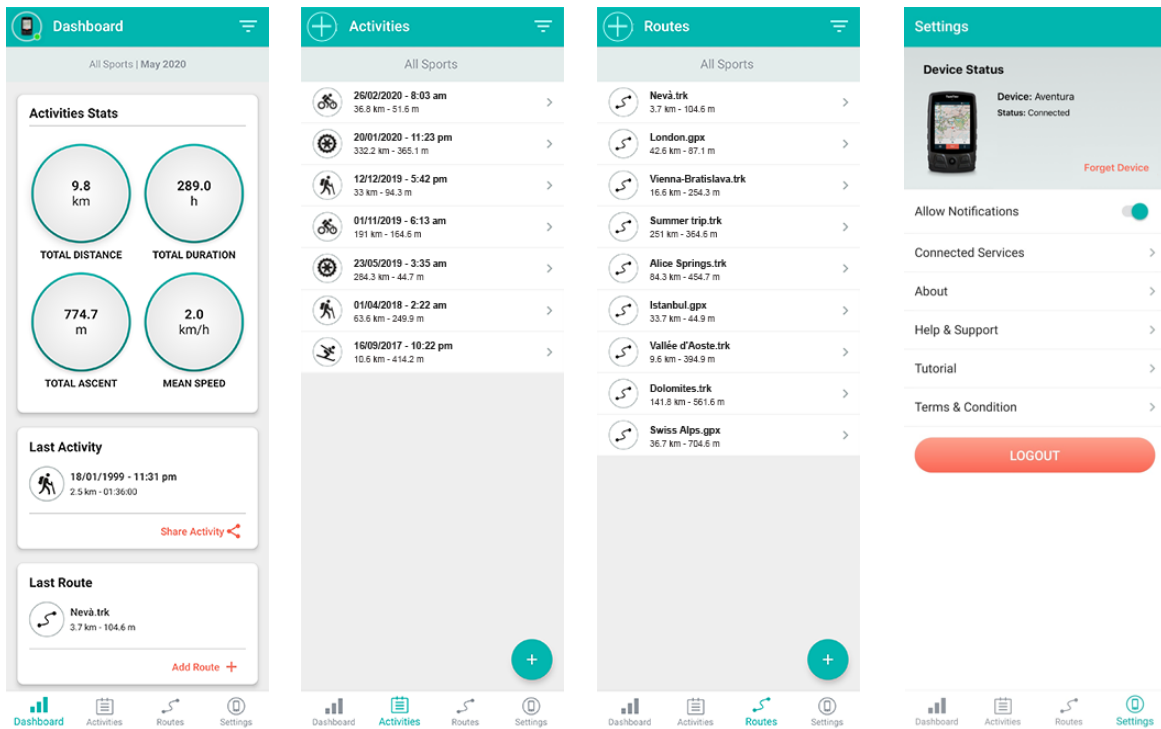 Dashboard
All Sports | May 2020
Activities Stats
9.8
km
289.0
h
TOTAL DISTANCE
TOTAL DURATION
774.7
m
2.0
km/h
TOTAL ASCENT
MEAN SPEED
Last Activity
18/01/1999 - 11:31 pm
2.5 km - 01:36:00
Share Activity
Last Route
Nevà.trk
3.7 km - 104.6 m
Add Route +
Dashboard
Activities
Routes
Settings
Activities
All Sports
26/02/2020 - 8:03 am
36.8 km - 51.6 m
20/01/2020 - 11:23 pm
332.2 km - 365.1 m
12/12/2019 - 5:42 pm
33 km - 94.3 m
01/11/2019 - 6:13 am
191 km - 164.6 m
23/05/2019 - 3:35 am
284.3 km - 44.7 m
01/04/2018 - 2:22 am
63.6 km - 249.9 m
16/09/2017 - 10:22 pm
10.6 km - 414.2 m
+
Dashboard
Activities
Routes
Settings
Routes
All Sports
Nevà.trk
3.7 km - 104.6 m
London.gpx
42.6 km - 87.1 m
Vienna-Bratislava.trk
16.6 km - 254.3 m
Summer trip.trk
251 km - 364.6 m
Alice Springs.trk
84.3 km - 454.7 m
Istanbul.gpx
33.7 km - 44.9 m
Vallée d'Aoste.trk
9.6 km - 394.9 m
Dolomites.trk
141.8 km - 561.6 m
Swiss Alps.gpx
36.7 km - 704.6 m
+
Dashboard
Activities
Routes
Settings
Settings
Device Status
Device: Aventura
Status: Connected
Forget Device
Allow Notifications
Connected Services
About
Help & Support
Tutorial
Terms & Condition
LOGOUT
Dashboard
Activities
Routes
Settings